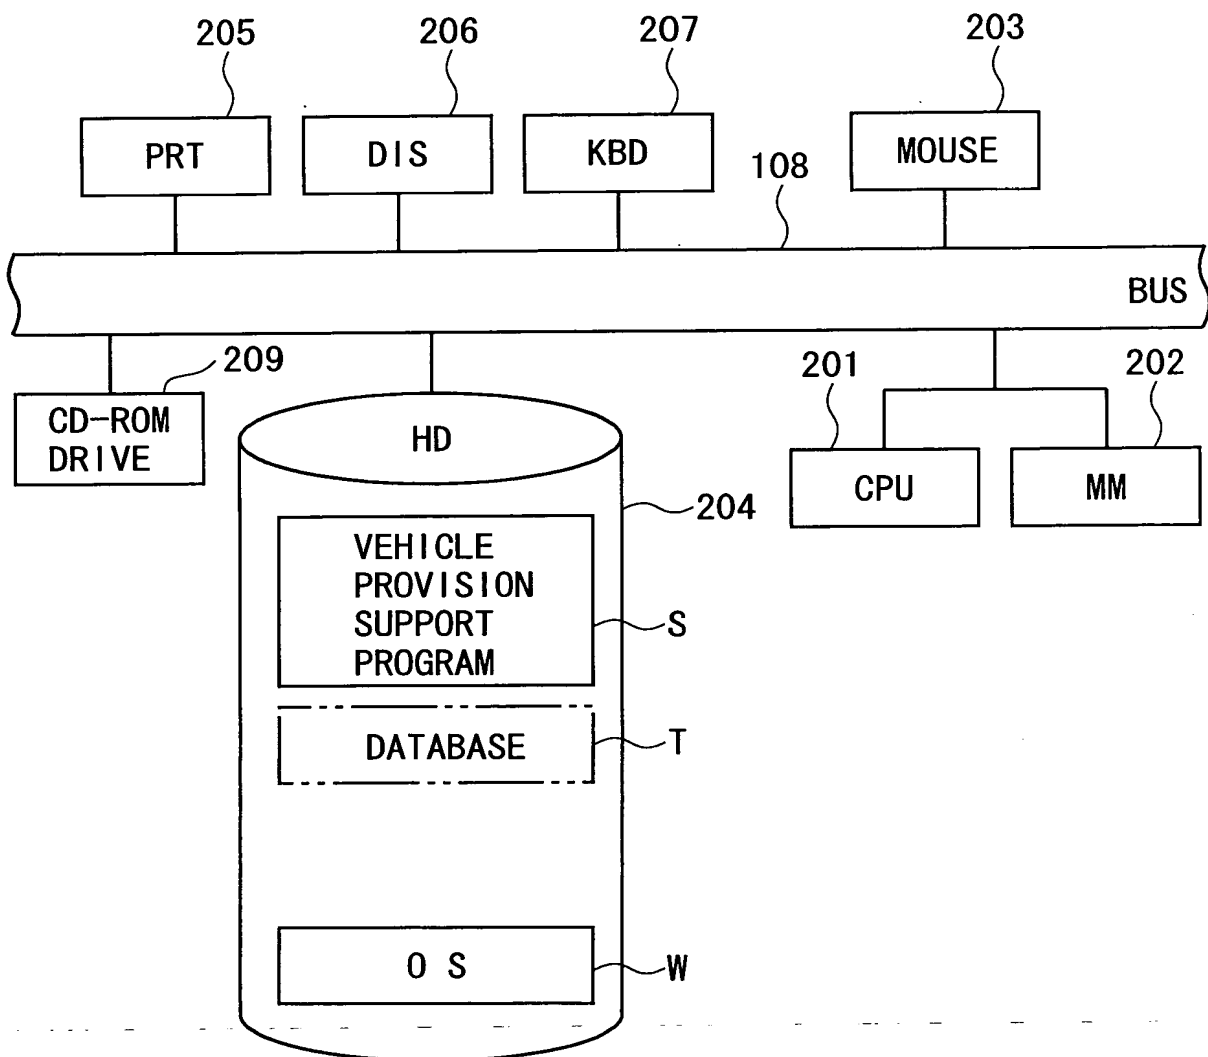 205
206
207
203
PRT
DIS
KBD
MOUSE
108
BUS
209
201
202
CD-ROM
DRIVE
HD
CPU
MM
204
VEHICLE
PROVISION
SUPPORT
PROGRAM
S
DATABASE
T
O S
W